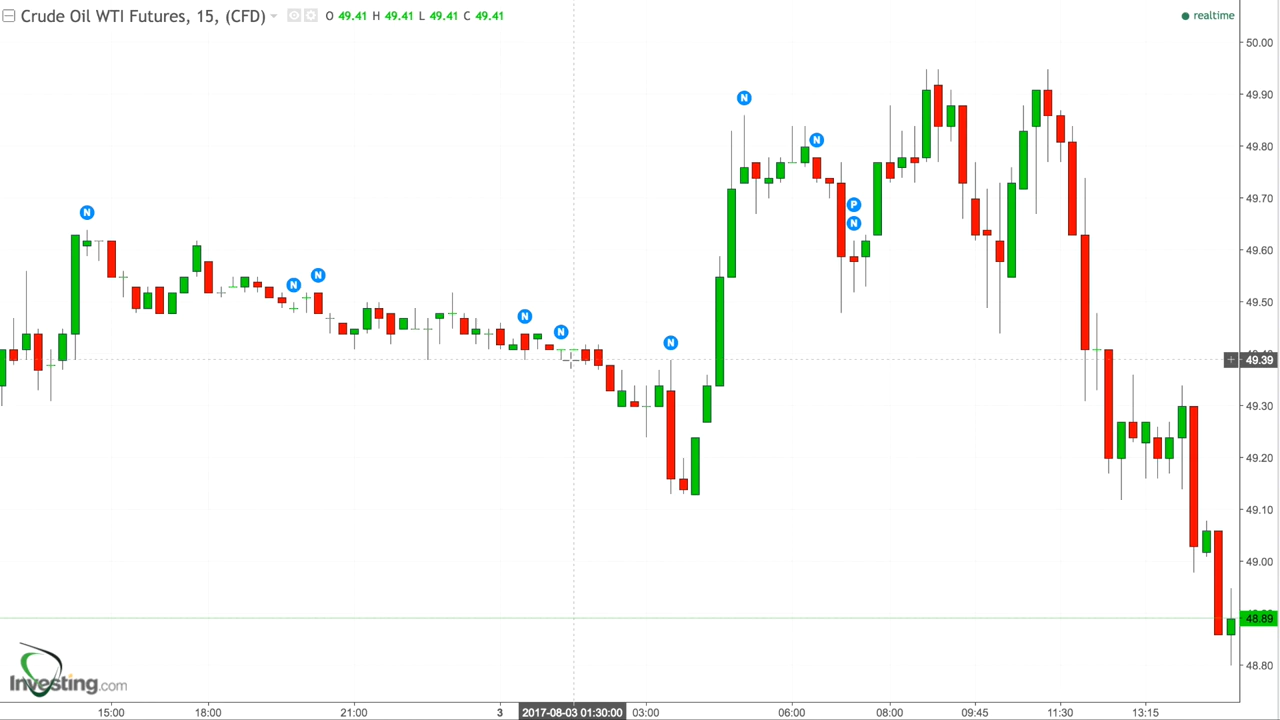 Crude Oil WTI Futures, 15, (CFD) O 49.41 H 49.41 L 49.41 C 49.41
realtime
50.00
49.90
N
49.80
N
49.70
P
N
N
49.60
N
N
49.50
N
N
N
49.39
49.30
49.20
49.10
49.00
48.89
48.80
Investing.com
15:00 18:00 21:00 3 2017-08-03 01:30:00 03:00 06:00 08:00 09:45 11:30 13:15